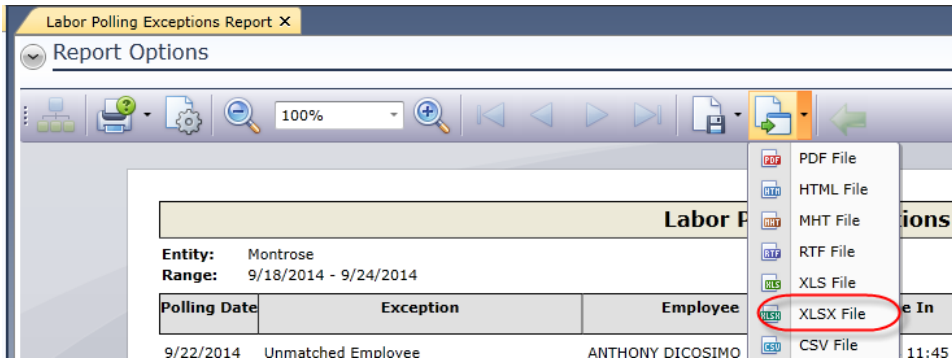 Labor Polling Exceptions Report X
Report Options
100%
PDF File
HTML File
MHT File
RTF File
XLS File
XLSX File
CSV File
Labor P ions
Entity: Montrose
Range: 9/18/2014 - 9/24/2014
Polling Date Exception Employee e In
9/22/2014 Unmatched Employee ANTHONY DICOSIMO 11:45